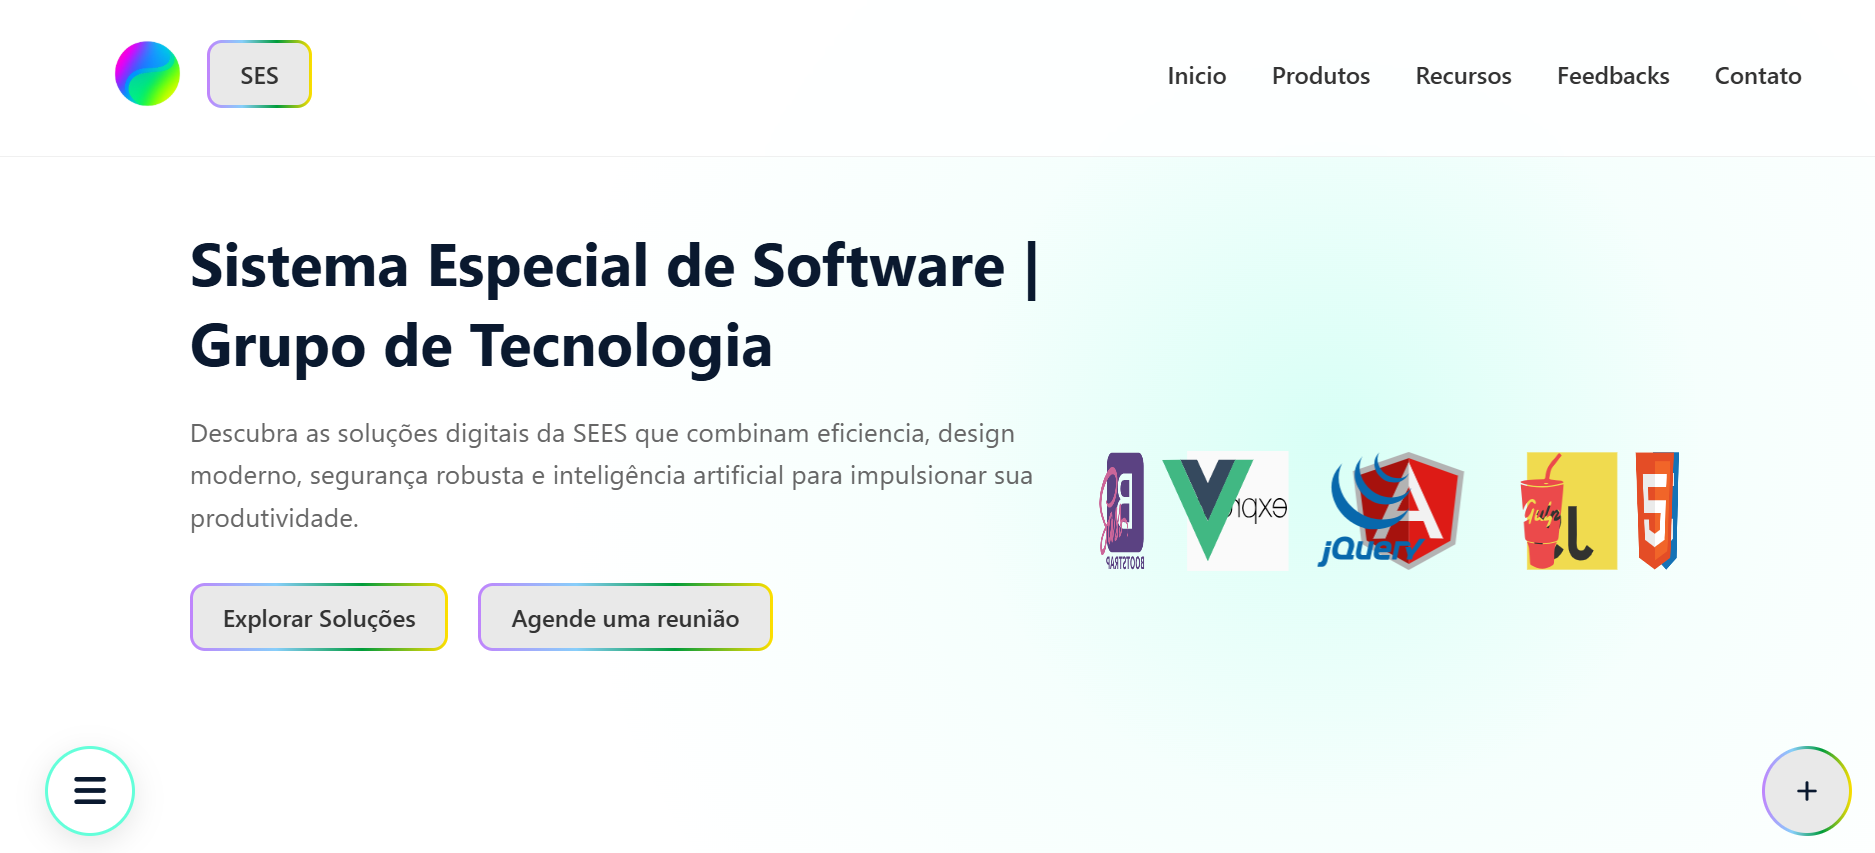 SES
Inicio Produtos Recursos Feedbacks Contato
Sistema Especial de Software |
Grupo de Tecnologia
Descubra as soluções digitais da SEES que combinam eficiencia, design
moderno, segurança robusta e inteligência artificial para impulsionar sua
produtividade.
BOOTSTRAP
jQuery
Explorar Soluções
Agende uma reunião